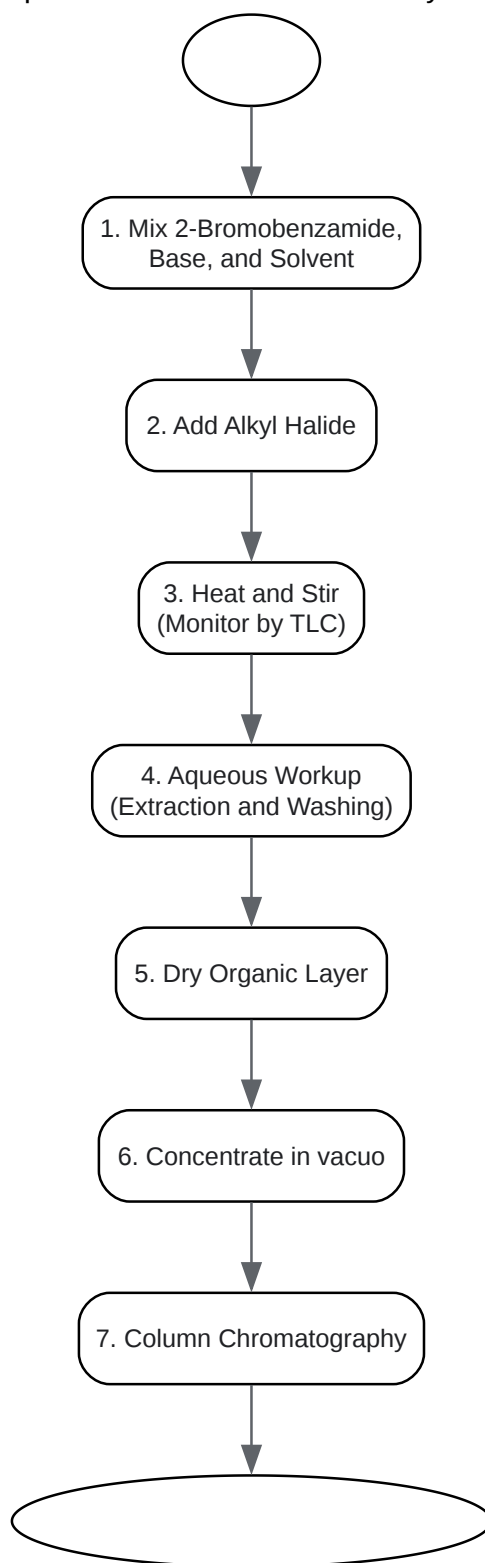 1. Mix 2-Bromobenzamide,
Base, and Solvent
2. Add Alkyl Halide
3. Heat and Stir
(Monitor by TLC)
4. Aqueous Workup
(Extraction and Washing)
5. Dry Organic Layer
6. Concentrate in vacuo
7. Column Chromatography